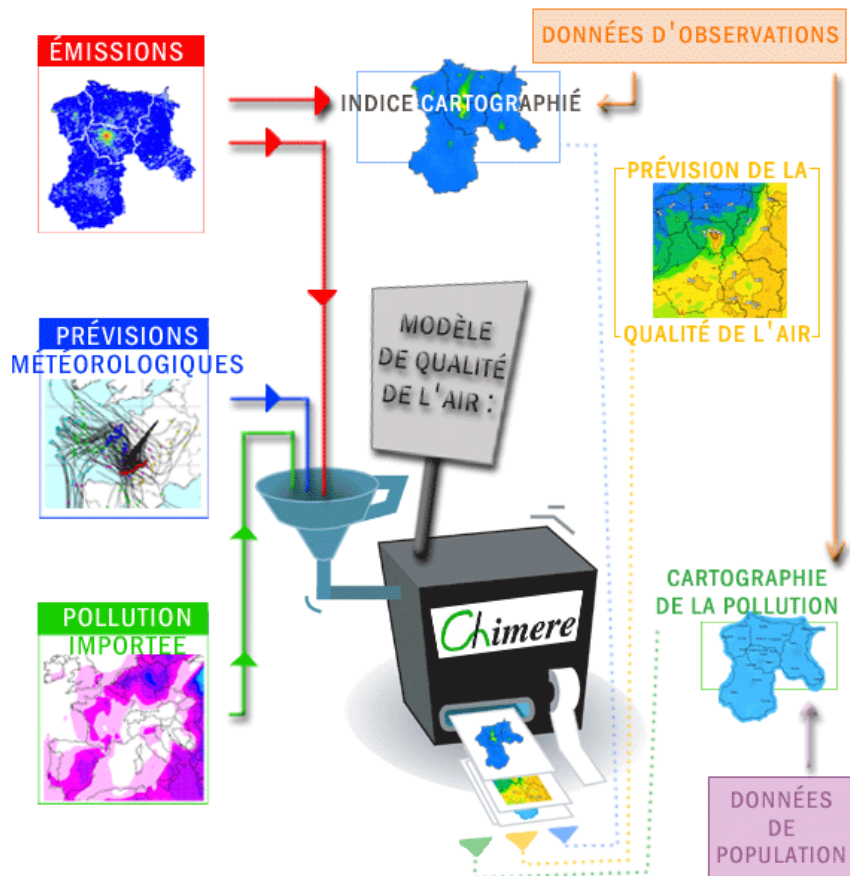 ÉMISSIONS
DONNÉES D'OBSERVATIONS
INDICE CARTOGRAPHIÉ
PRÉVISION DE LA
QUALITÉ DE L'AIR
PRÉVISIONS
MÉTÉOROLOGIQUES
MODÈLE
DE QUALITÉ
DE L'AIR :
POLLUTION
IMPORTEE
Chimere
CARTOGRAPHIE
DE LA POLLUTION
DONNÉES
DE
POPULATION